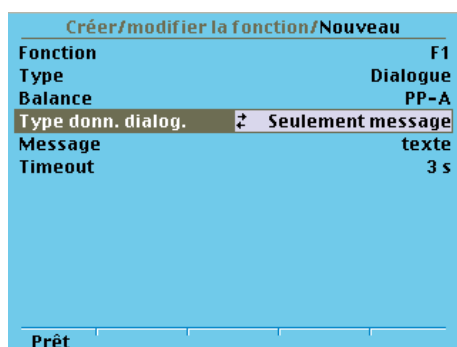 Créer/modifier la fonction/Nouveau
Fonction F1
Type Dialogue
Balance PP-A
Type donn. dialog. Seulement message
Message texte
Timeout 3 s
Prêt